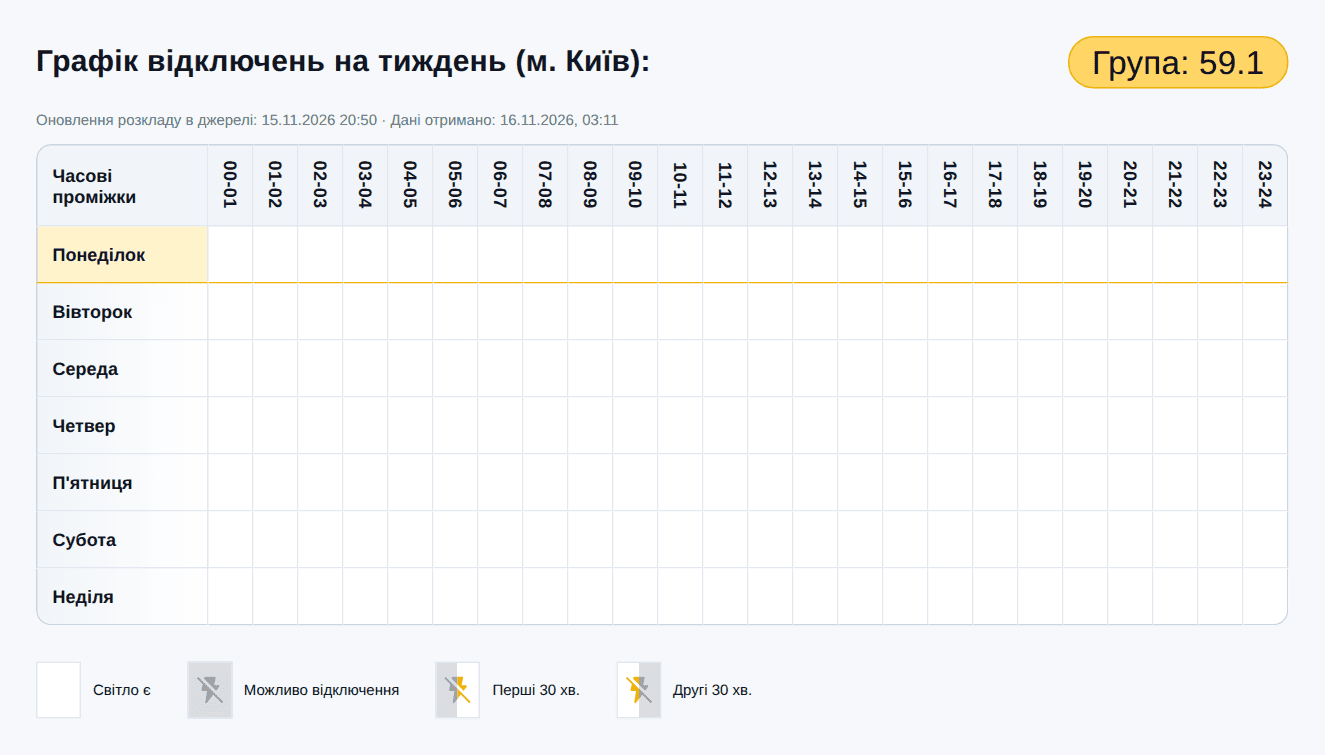 Графік відключень на тиждень (м. Київ):
Група: 59.1
Оновлення розкладу в джерелі: 15.11.2026 20:50 · Дані отримано: 16.11.2026, 03:11
Часові
проміжки
00-01 01-02 02-03 03-04 04-05 05-06 06-07 07-08 08-09 09-10 10-11 11-12 12-13 13-14 14-15 15-16 16-17 17-18 18-19 19-20 20-21 21-22 22-23 23-24
Понеділок
Вівторок
Середа
Четвер
П'ятниця
Субота
Неділя
Світло є Можливо відключення Перші 30 хв. Другі 30 хв.